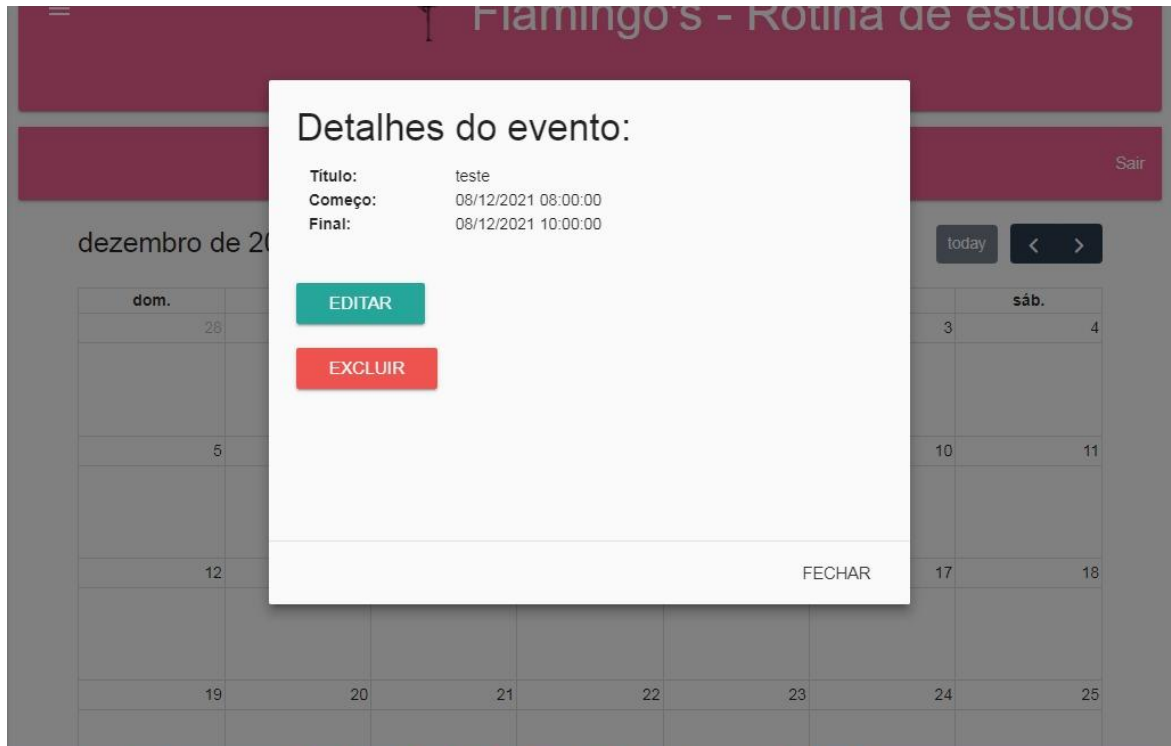 Flamingo's - Rotina de estudos
Sair
Detalhes do evento:
Título: teste
Começo: 08/12/2021 08:00:00
Final: 08/12/2021 10:00:00
EDITAR
EXCLUIR
FECHAR
dezembro de 20
today
dom. sáb.
28 3 4
5 10 11
12 17 18
19 20 21 22 23 24 25